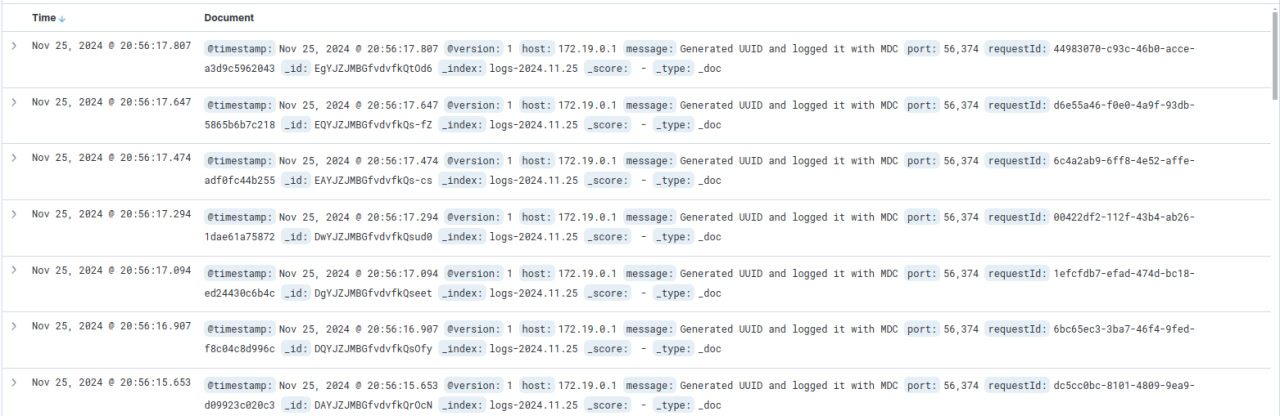 Time Document
Nov 25, 2024 @ 20:56:17.807 @timestamp: Nov 25, 2024 @ 20:56:17.807 @version: 1 host: 172.19.0.1 message: Generated UUID and logged it with MDC port: 56,374 requestId: 44983070-c93c-46b0-acce-
a3d9c5962043 _id: EgYJZJMBGfvdvfkQtOd6 _index: logs-2024.11.25 _score: - _type: _doc
Nov 25, 2024 @ 20:56:17.647 @timestamp: Nov 25, 2024 @ 20:56:17.647 @version: 1 host: 172.19.0.1 message: Generated UUID and logged it with MDC port: 56,374 requestId: d6e55a46-f0e0-4a9f-93db-
5865b6b7c218 _id: EQYJZJMBGfvdvfkQs-fZ _index: logs-2024.11.25 _score: - _type: _doc
Nov 25, 2024 @ 20:56:17.474 @timestamp: Nov 25, 2024 @ 20:56:17.474 @version: 1 host: 172.19.0.1 message: Generated UUID and logged it with MDC port: 56,374 requestId: 6c4a2ab9-6ff8-4e52-affe-
adf0fc44b255 _id: EAYJZJMBGfvdvfkQs-cs _index: logs-2024.11.25 _score: - _type: _doc
Nov 25, 2024 @ 20:56:17.294 @timestamp: Nov 25, 2024 @ 20:56:17.294 @version: 1 host: 172.19.0.1 message: Generated UUID and logged it with MDC port: 56,374 requestId: 00422df2-112f-43b4-ab26-
1dae61a75872 _id: DwYJZJMBGfvdvfkQsud0 _index: logs-2024.11.25 _score: - _type: _doc
Nov 25, 2024 @ 20:56:17.094 @timestamp: Nov 25, 2024 @ 20:56:17.094 @version: 1 host: 172.19.0.1 message: Generated UUID and logged it with MDC port: 56,374 requestId: 1efcfdb7-efad-474d-bc18-
ed24430c6b4c _id: DgYJZJMBGfvdvfkQseet _index: logs-2024.11.25 _score: - _type: _doc
Nov 25, 2024 @ 20:56:16.907 @timestamp: Nov 25, 2024 @ 20:56:16.907 @version: 1 host: 172.19.0.1 message: Generated UUID and logged it with MDC port: 56,374 requestId: 6bc65ec3-3ba7-46f4-9fed-
f8c04c8d996c _id: DQYJZJMBGfvdvfkQsOfy _index: logs-2024.11.25 _score: - _type: _doc
Nov 25, 2024 @ 20:56:15.653 @timestamp: Nov 25, 2024 @ 20:56:15.653 @version: 1 host: 172.19.0.1 message: Generated UUID and logged it with MDC port: 56,374 requestId: dc5cc0bc-8101-4809-9ea9-
d09923c020c3 _id: DAYJZJMBGfvdvfkQrOcN _index: logs-2024.11.25 _score: - _type: _doc